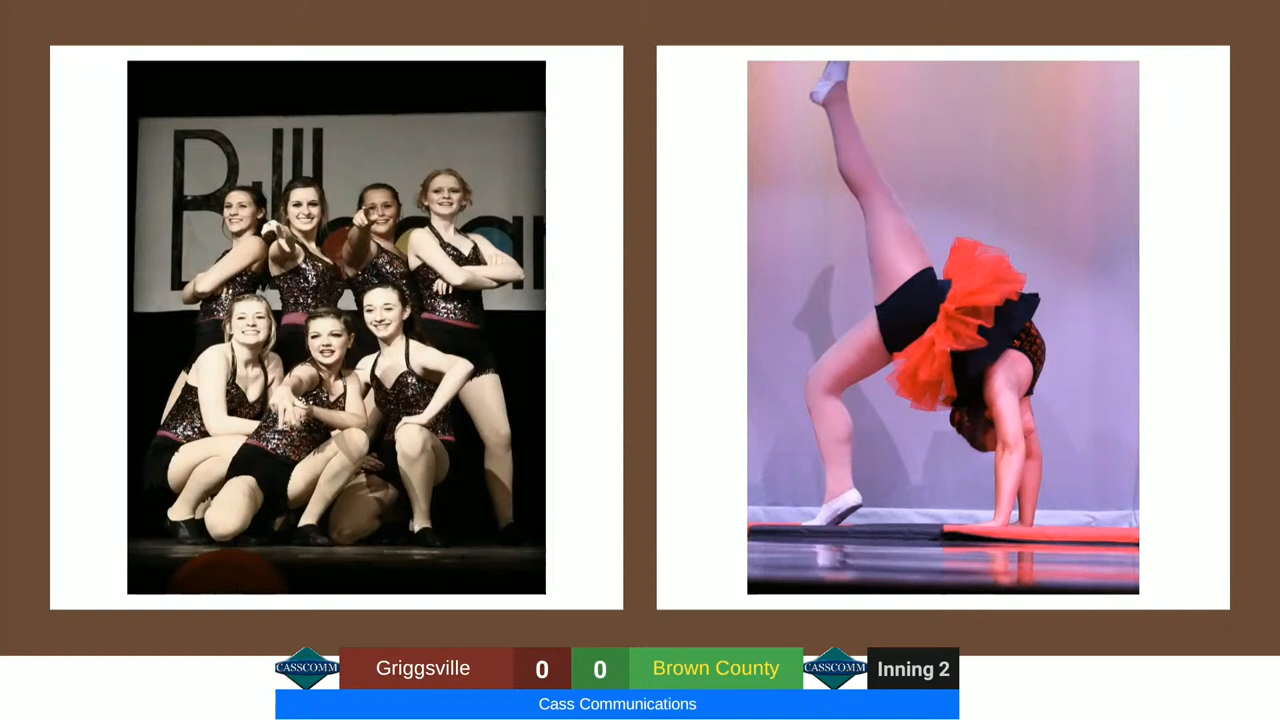 CASSCOMM
Griggsville
0
0
Brown County
CASSCOMM
Inning 2
Cass Communications